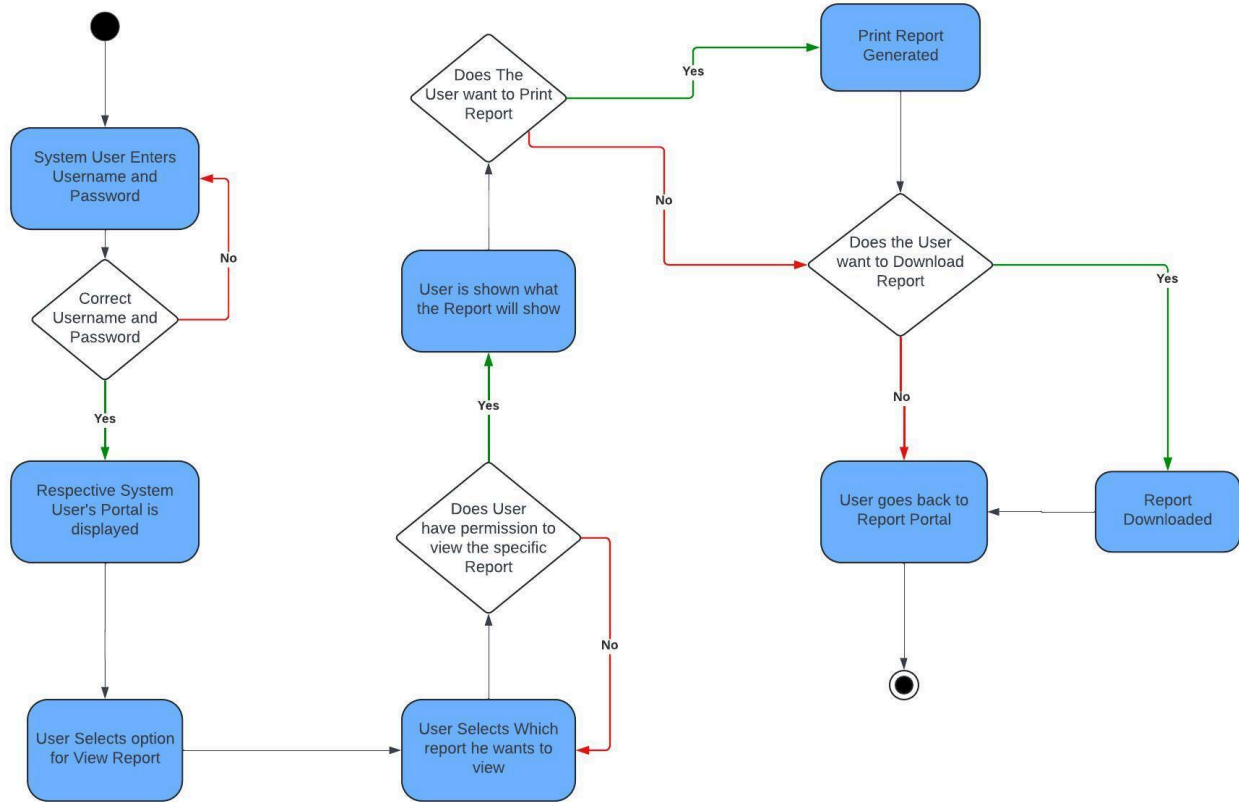 System User Enters
Username and
Password
No
Correct
Username and
Password
Yes
Respective System
User's Portal is
displayed
User Selects option
for View Report
User Selects Which
report he wants to
view
No
Does User
have permission to
view the specific
Report
Yes
User is shown what
the Report will show
Does The
User want to Print
Report
Yes
No
Print Report
Generated
Does the User
want to Download
Report
Yes
No
Report
Downloaded
User goes back to
Report Portal